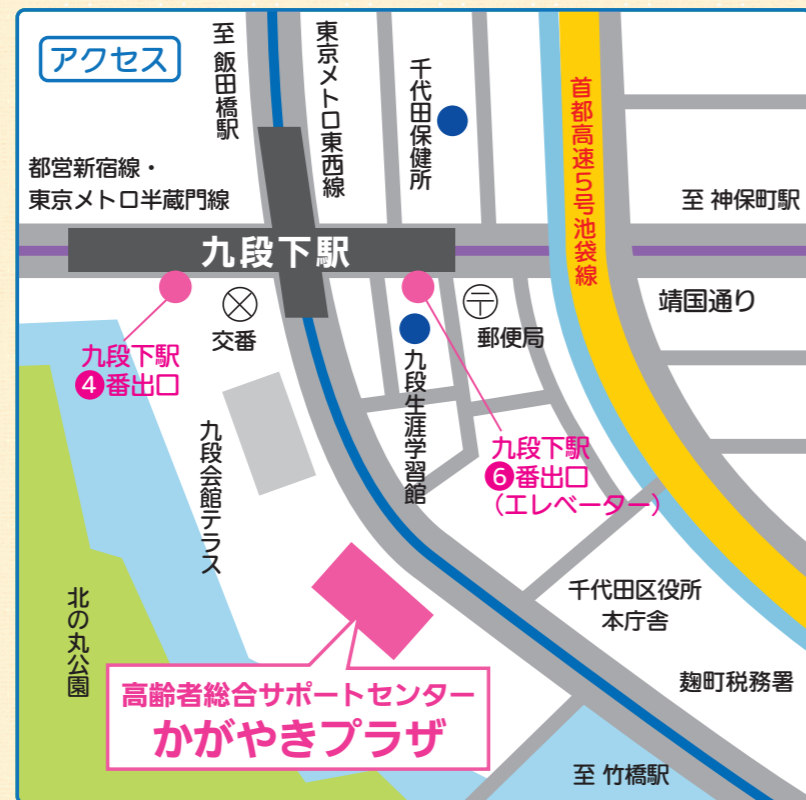 アクセス
至 飯田橋駅
東京メトロ東西線
千代田保健所
首都高速5号池袋線
都営新宿線・
東京メトロ半蔵門線
至 神保町駅
九段下駅
靖国通り
交番
〒
郵便局
九段下駅
4番出口
九段生涯学習館
九段会館テラス
九段下駅
6番出口
(エレベーター)
千代田区役所
本庁舎
北の丸公園
麹町税務署
高齢者総合サポートセンター
かがやきプラザ
至 竹橋駅